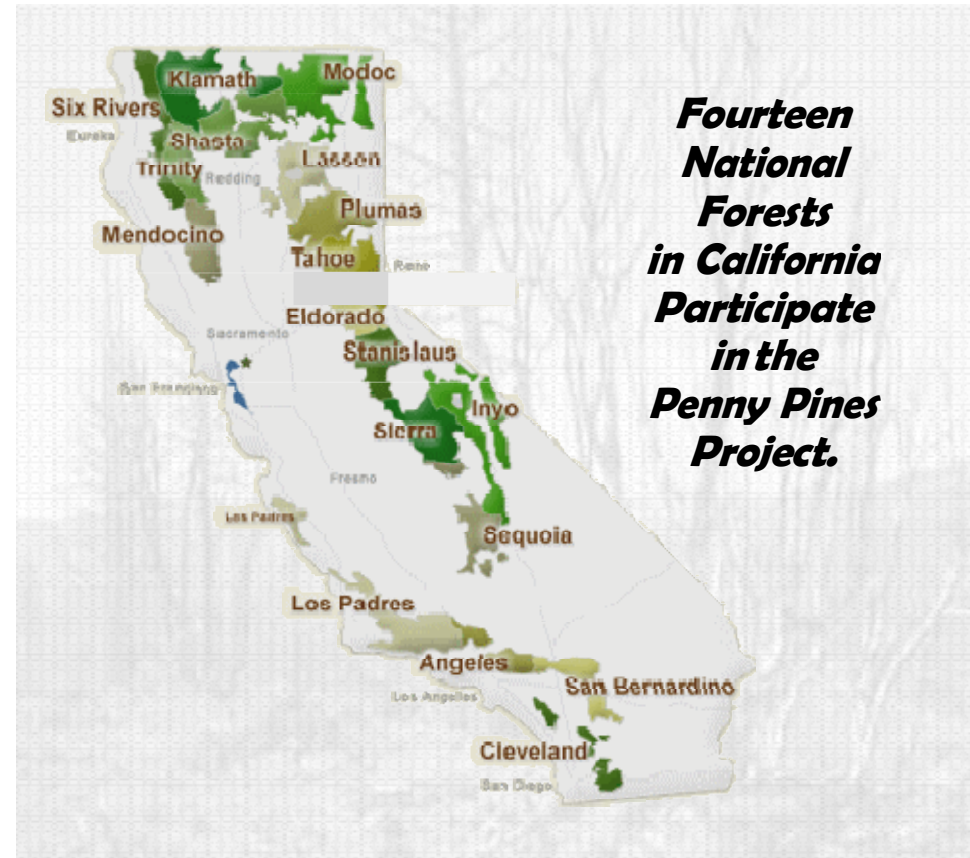 Klamath
Modoc
Six Rivers
Eureka
Shasta
Lassen
Trinity
Redding
Plumas
Mendocino
Tahoe
Reno
Eldorado
Sacramento
Stanislaus
San Francisco
Inyo
Sierra
Fresno
Los Padres
Sequoia
Los Padres
Angeles
San Bernardino
Los Angeles
Cleveland
San Diego
Fourteen
National
Forests
in California
Participate
in the
Penny Pines
Project.